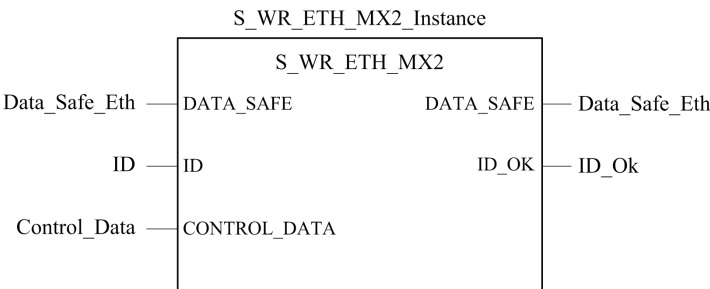 S_WR_ETH_MX2_Instance
S_WR_ETH_MX2
Data_Safe_Eth DATA_SAFE DATA_SAFE Data_Safe_Eth
ID ID ID_OK ID_Ok
Control_Data CONTROL_DATA